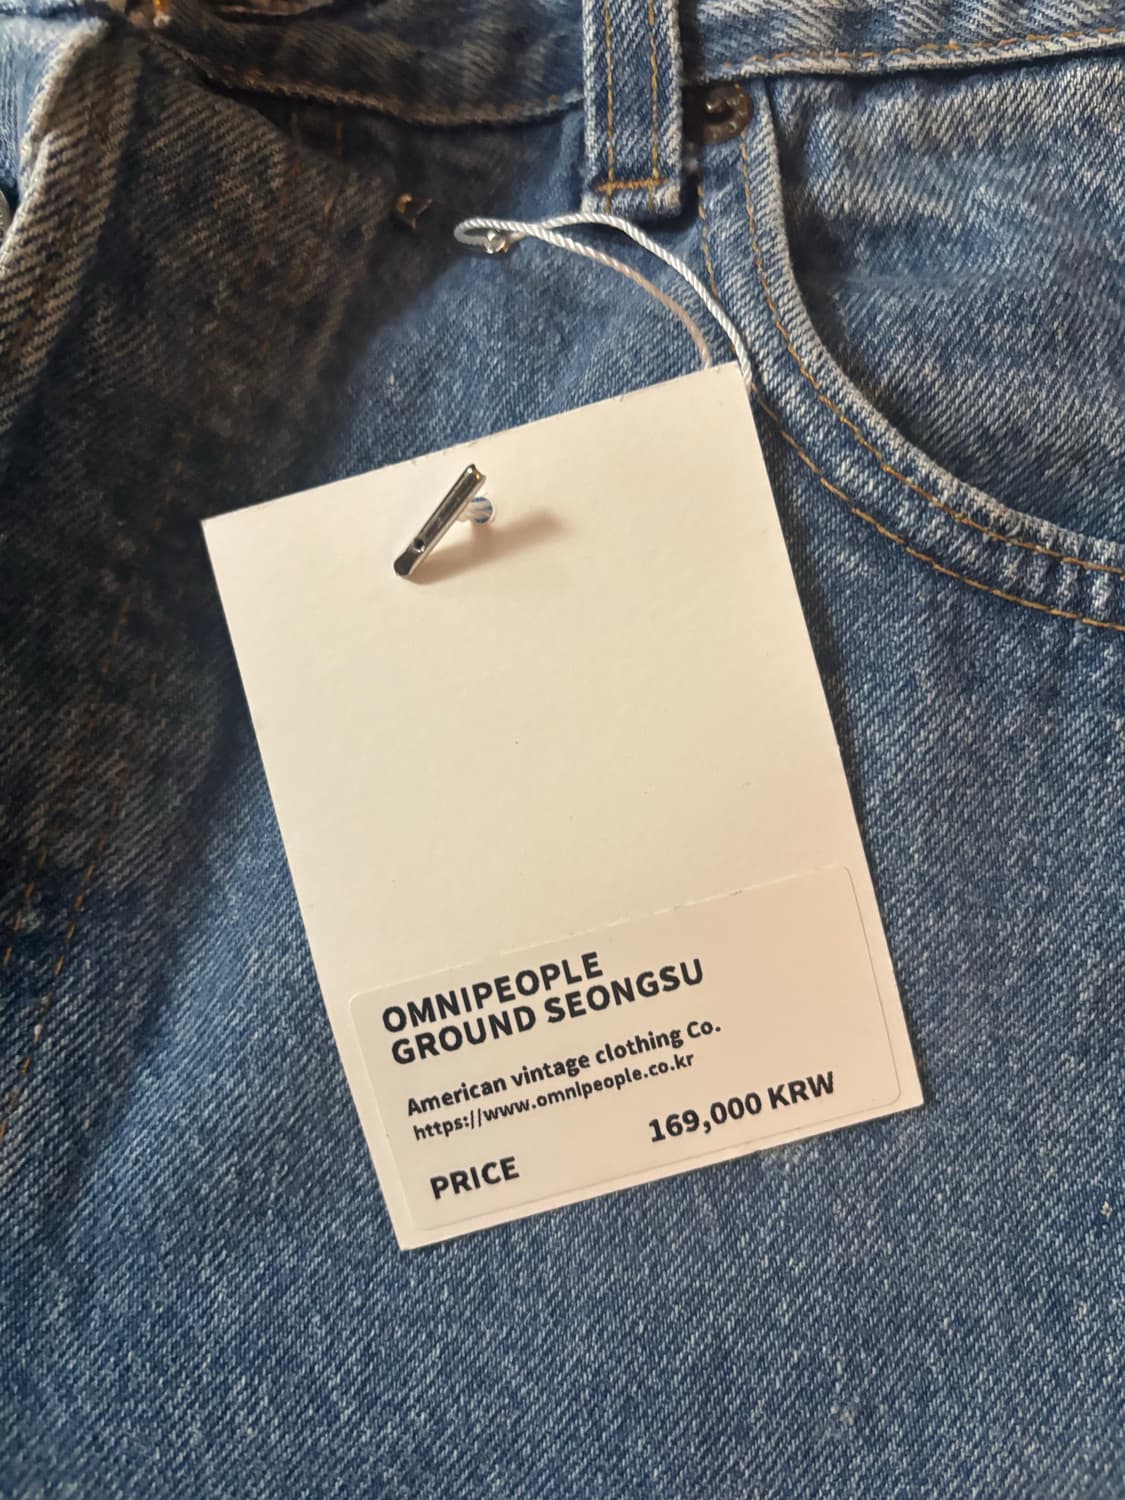 OMNIPEOPLE
GROUND SEONGSU
American vintage clothing Co.
https://www.omnipeople.co.kr
169,000 KRW
PRICE